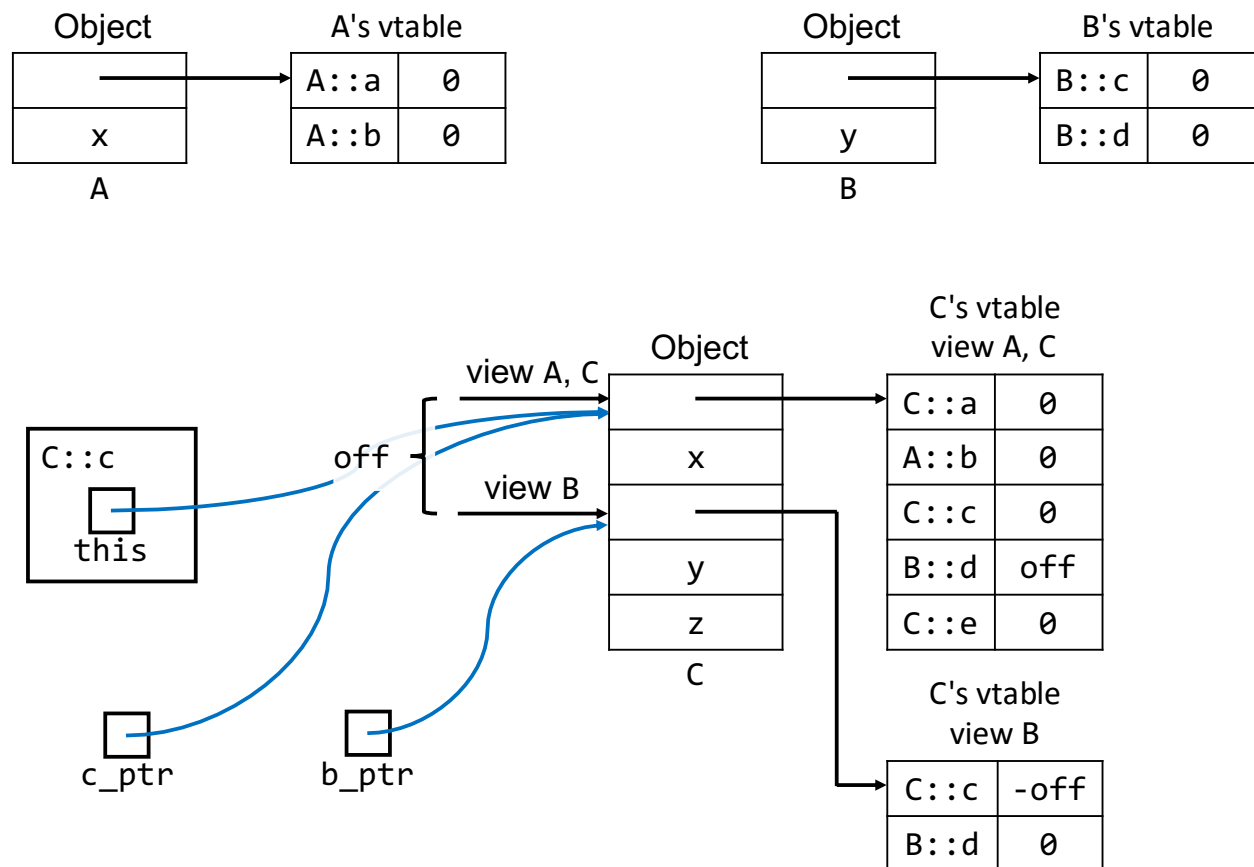 Object
A's vtable
A::a 0
x
A::b 0
A
Object
B's vtable
B::c 0
y
B::d 0
B
C::c
this
off
view A, C
view B
c_ptr
b_ptr
Object
x
y
z
C
C's vtable
view A, C
C::a 0
A::b 0
C::c 0
B::d off
C::e 0
C's vtable
view B
C::c -off
B::d 0